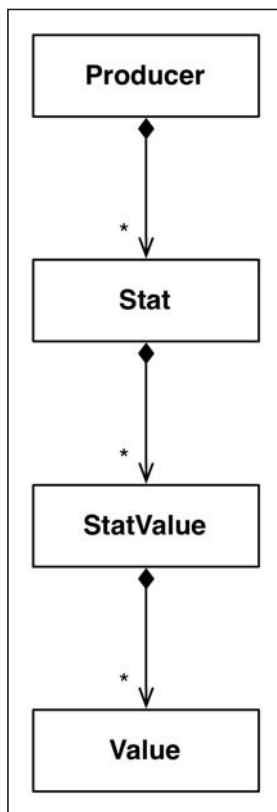 Producer
*
Stat
*
StatValue
*
Value